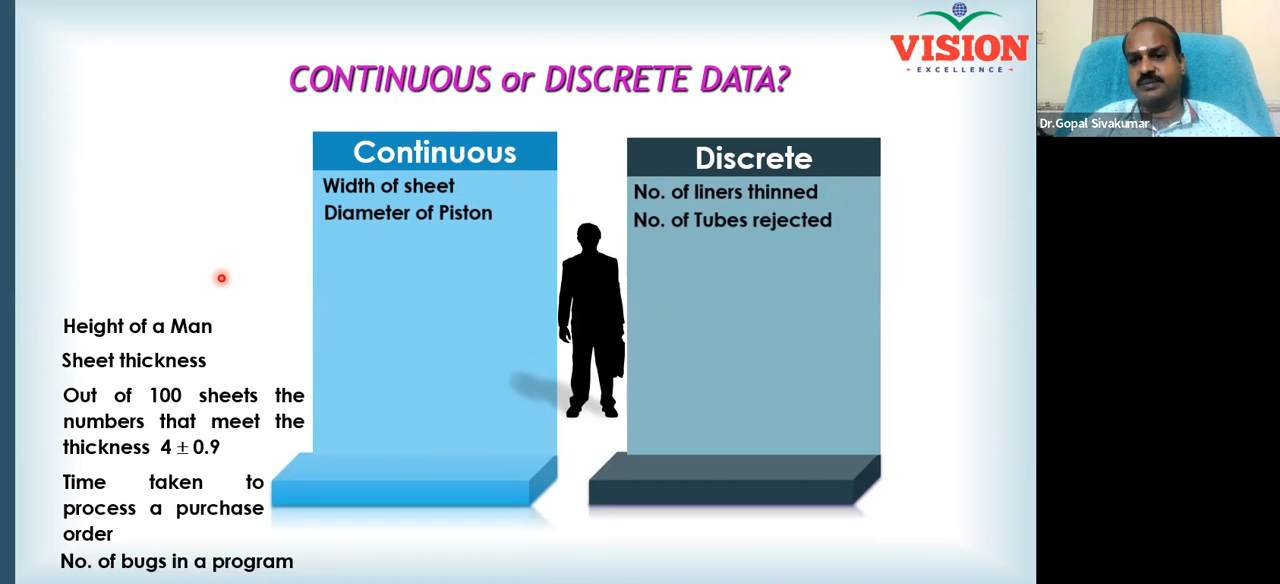 VISION
- EXCELLENCE -
CONTINUOUS or DISCRETE DATA?
Dr.Gopal Sivakumar
Continuous
Width of sheet
Diameter of Piston
Discrete
No. of liners thinned
No. of Tubes rejected
Height of a Man
Sheet thickness
Out of 100 sheets the
numbers that meet the
thickness 4 ± 0.9
Time taken to
process a purchase
order
No. of bugs in a program